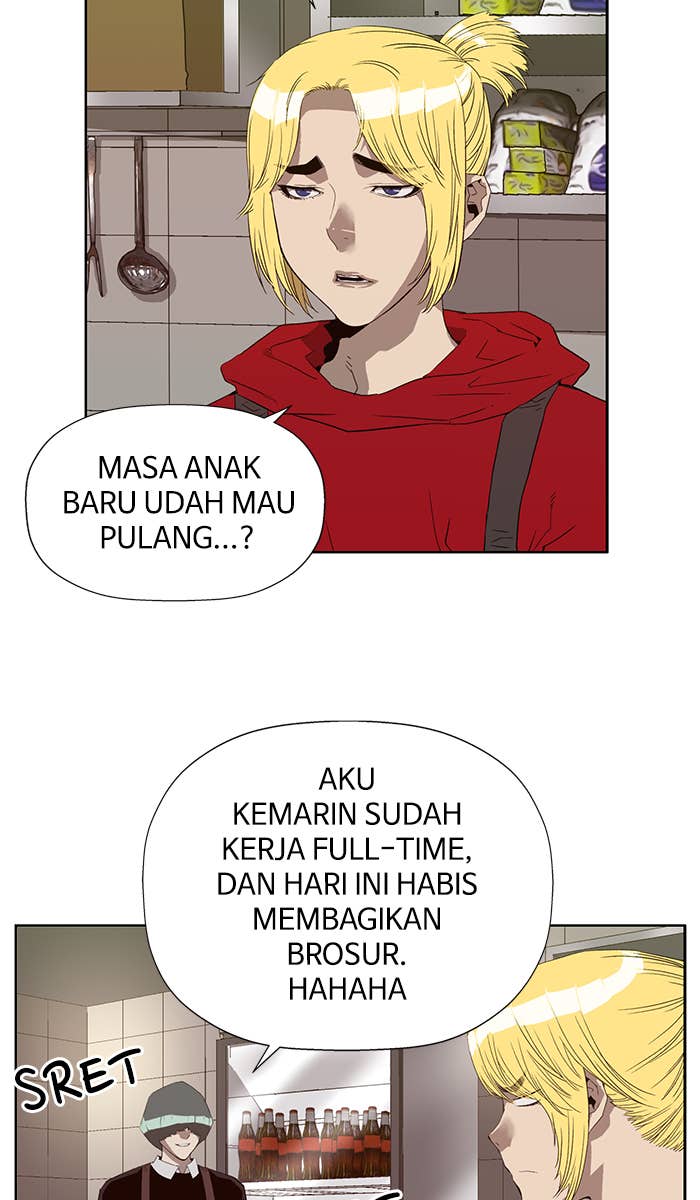 MASA ANAK
BARU UDAH MAU
PULANG...?
AKU
KEMARIN SUDAH
KERJA FULL-TIME,
DAN HARI INI HABIS
MEMBAGIKAN
BROSUR.
HAHAHA
SRET